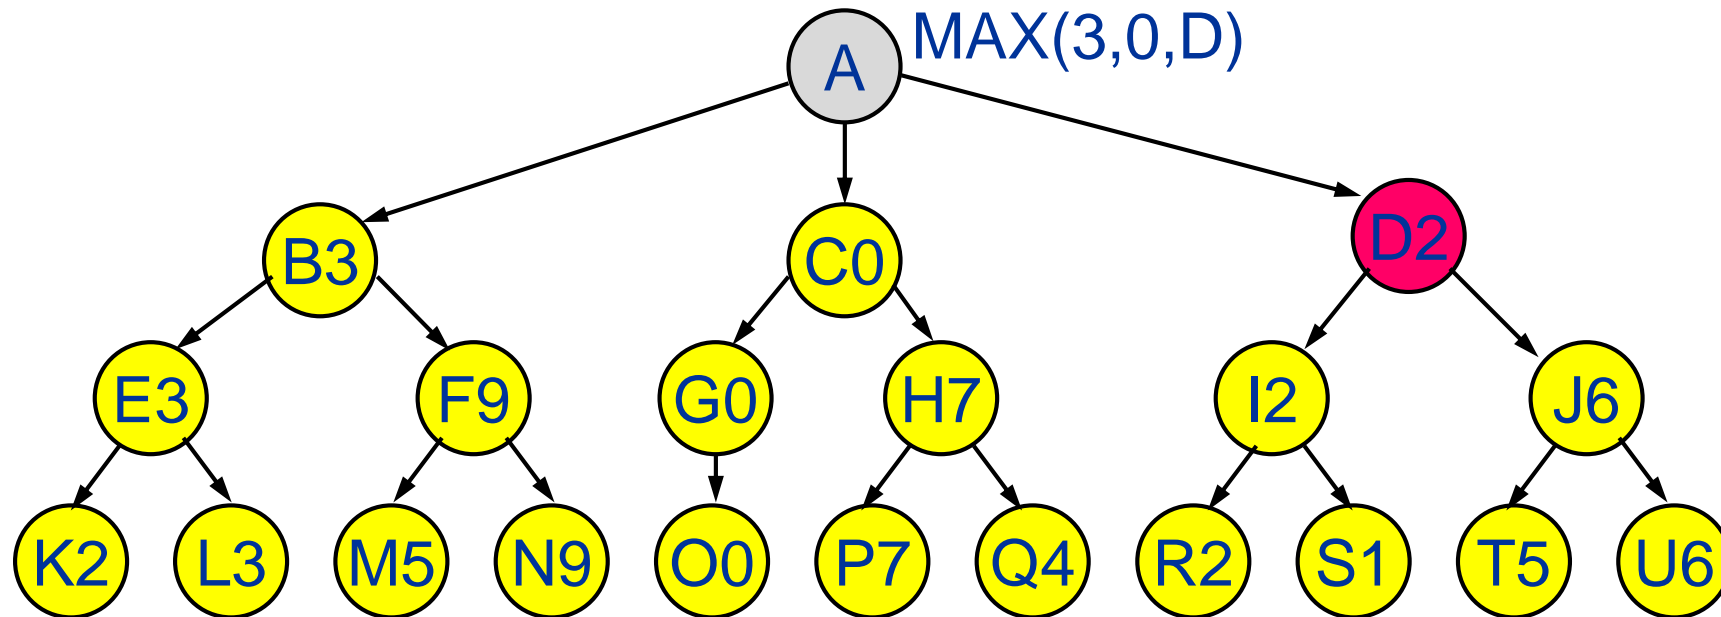 A MAX(3,0,D)
B3 C0 D2
E3 F9 G0 H7 I2 J6
K2 L3 M5 N9 O0 P7 Q4 R2 S1 T5 U6